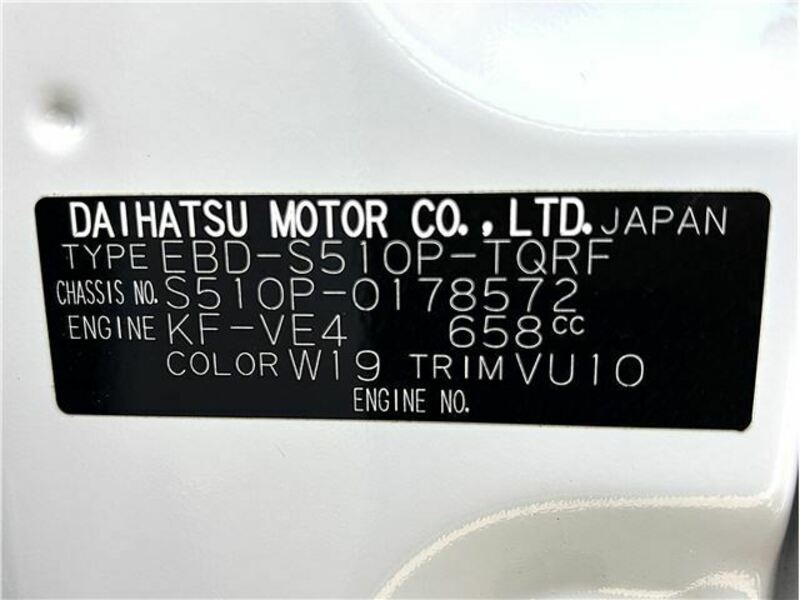 DAIHATSU MOTOR CO.,LTD. JAPAN
TYPE EBD-S510P-TQRF
CHASSIS NO. S510P-0178572
ENGINE KF-VE4 658cc
COLOR W19 TRIM VU10
ENGINE NO.